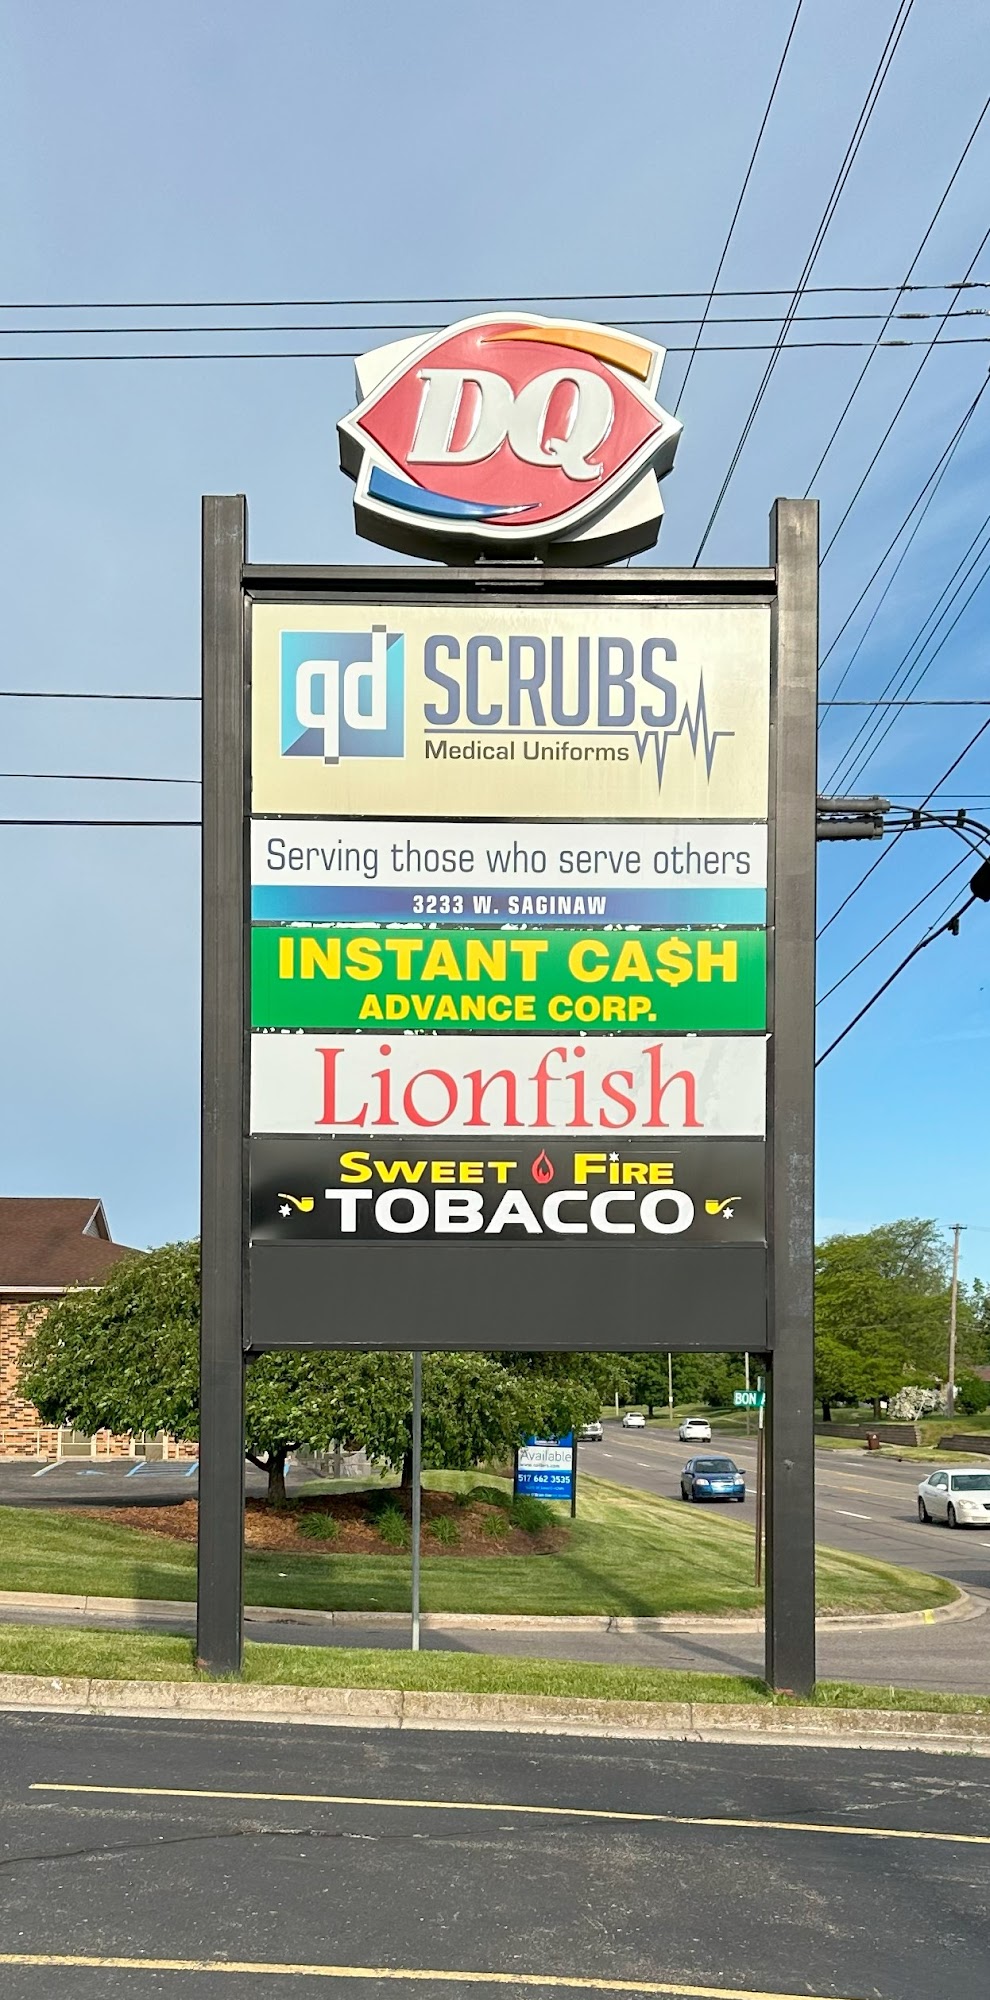 DQ
qd SCRUBS
Medical Uniforms
Serving those who serve others
3233 W. SAGINAW
INSTANT CA$H
ADVANCE CORP.
Lionfish
SWEET FIRE
TOBACCO
BON
Available
517 662 3535